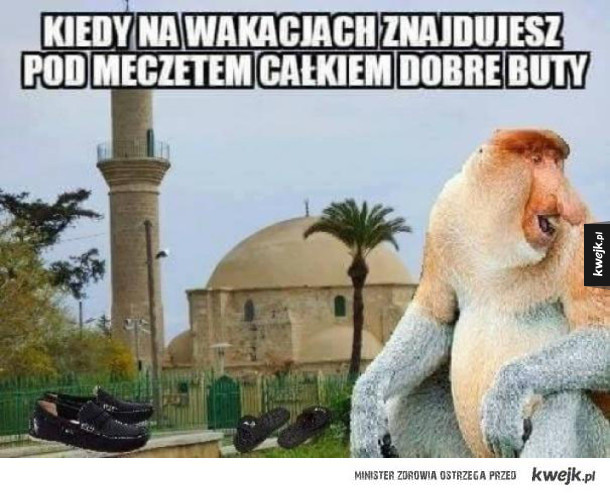 KIEDY NA WAKACJACH ZNAJDUJESZ
POD MECZETEM CAŁKIEM DOBRE BUTY
kwejk.pl
MINISTER ZDROWIA OSTRZEGA PRZED kwejk.pl